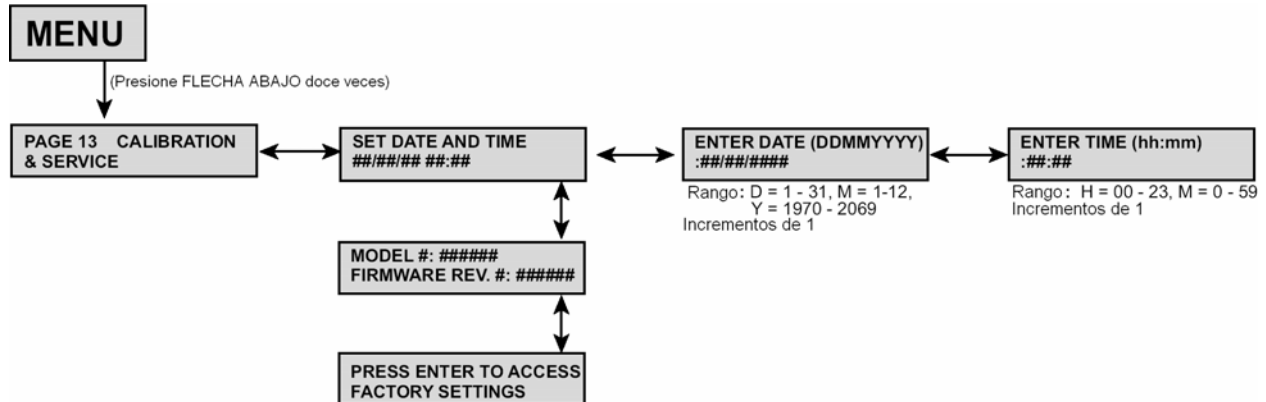 MENU
(Presione FLECHA ABAJO doce veces)
PAGE 13 CALIBRATION
& SERVICE
SET DATE AND TIME
##/##/## ##:##
ENTER DATE (DDMMYYYY)
:##/##/####
Rango: D = 1 - 31, M = 1-12,
Y = 1970 - 2069
Incrementos de 1
ENTER TIME (hh:mm)
:##:##
Rango: H = 00 - 23, M = 0 - 59
Incrementos de 1
MODEL #: ######
FIRMWARE REV. #: ######
PRESS ENTER TO ACCESS
FACTORY SETTINGS